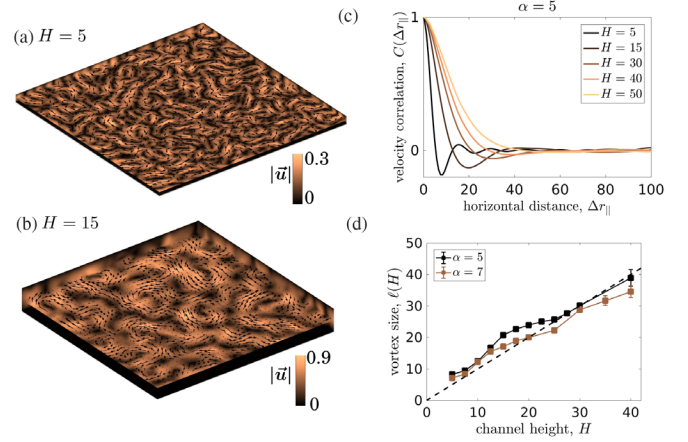 (a) H = 5
0.3
|u⃗|
0
(b) H = 15
0.9
|u⃗|
0
(c)
α = 5
velocity correlation, C(Δr||)
1
0
H = 5
H = 15
H = 30
H = 40
H = 50
0 20 40 60 80 100
horizontal distance, Δr||
(d)
vortex size, ℓ(H)
50
40
30
20
10
0
α = 5
α = 7
0 10 20 30 40
channel height, H